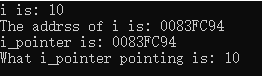 i is: 10
The addrss of i is: 0083FC94
i_pointer is: 0083FC94
What i_pointer pointing is: 10